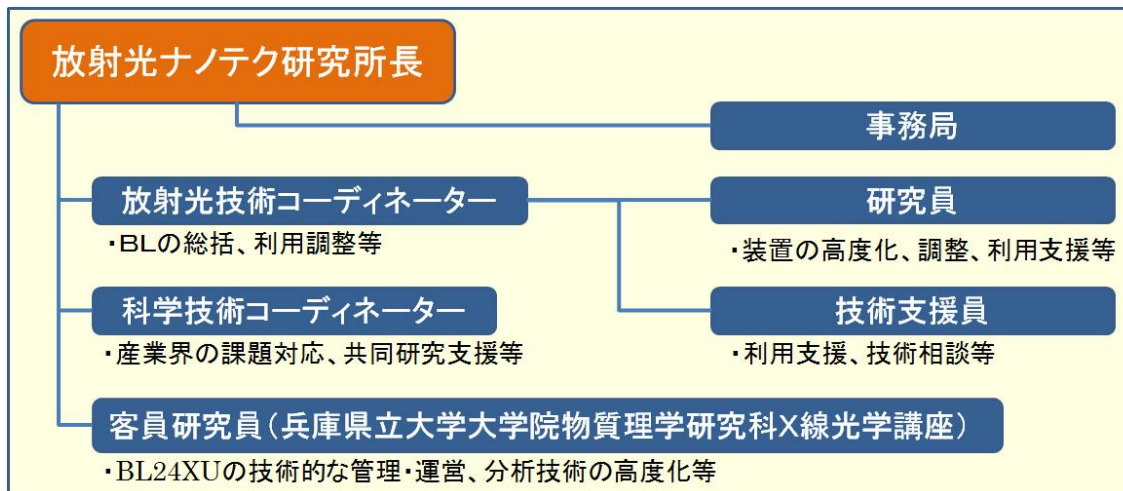 放射光ナノテク研究所長
事務局
放射光技術コーディネーター
・BLの総括、利用調整等
研究員
・装置の高度化、調整、利用支援等
科学技術コーディネーター
・産業界の課題対応、共同研究支援等
技術支援員
・利用支援、技術相談等
客員研究員(兵庫県立大学大学院物質理学研究科X線光学講座)
・BL24XUの技術的な管理・運営、分析技術の高度化等